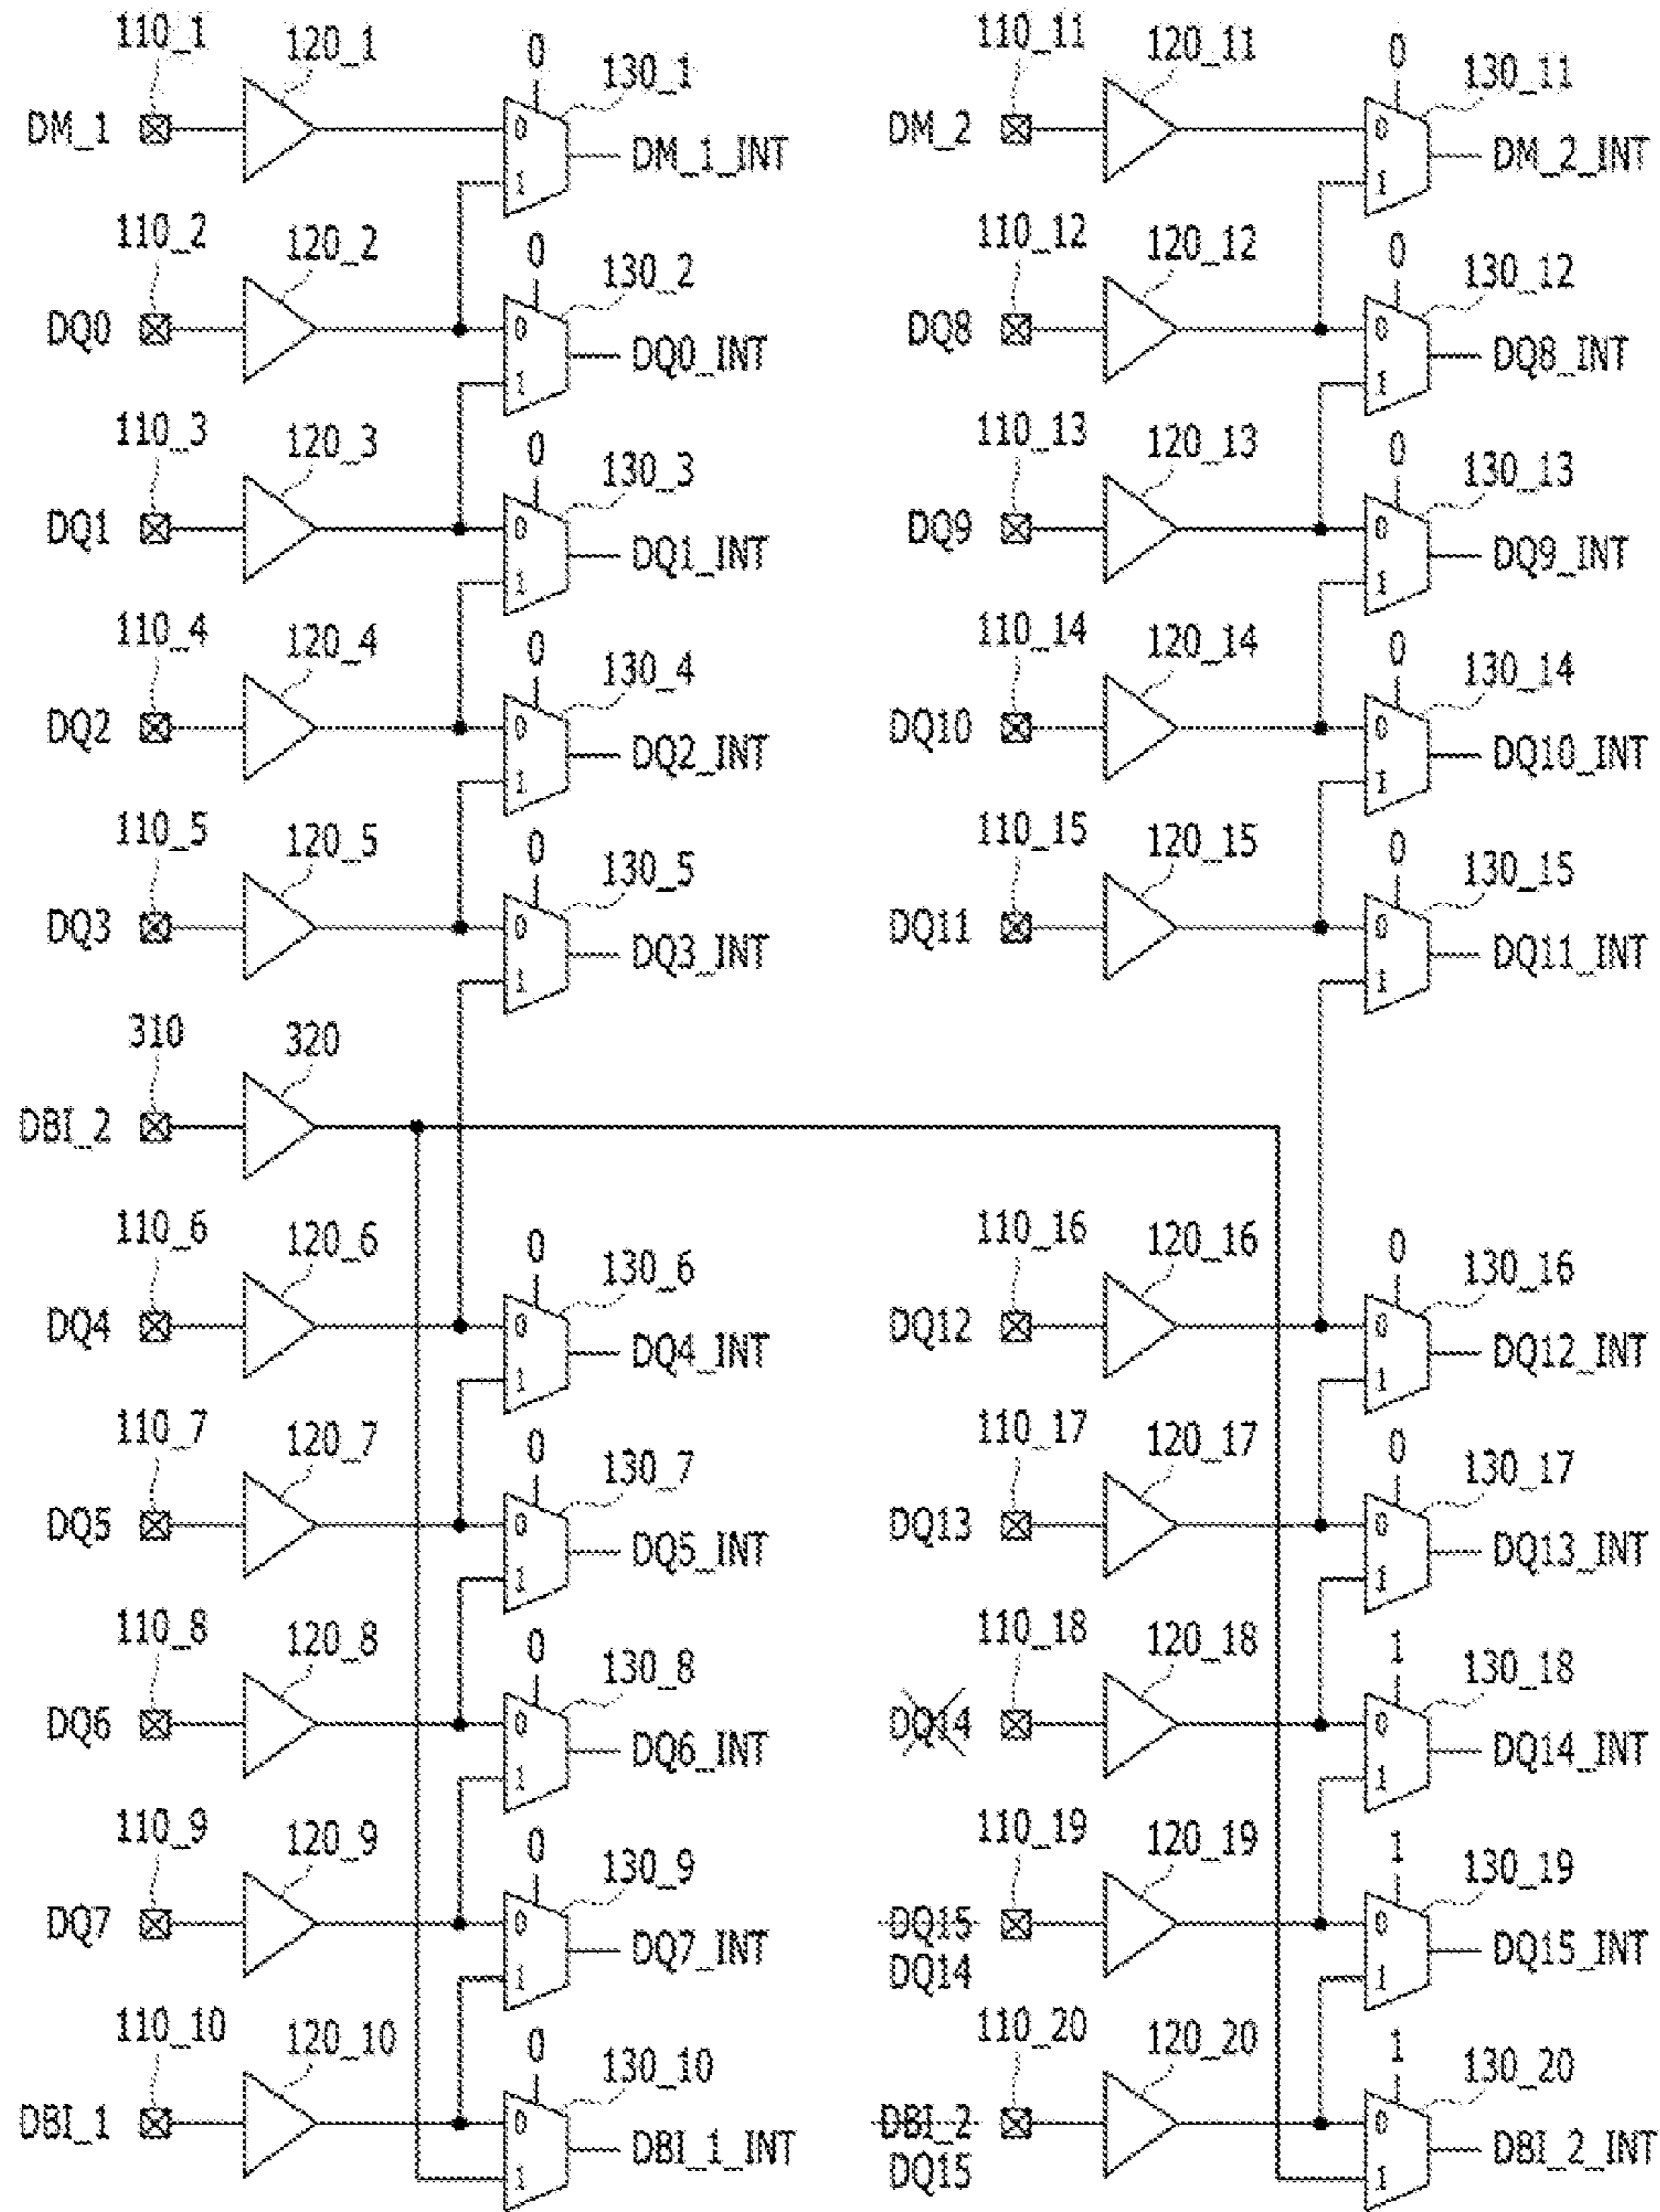 110_1 120_1 0 130_1 110_11 120_11 0 130_11
DM_1 0 DM_1_INT DM_2 0 DM_2_INT
1 1
110_2 120_2 0 130_2 110_12 120_12 0 130_12
DQ0 0 DQ0_INT DQ8 0 DQ8_INT
1 1
110_3 120_3 0 130_3 110_13 120_13 0 130_13
DQ1 0 DQ1_INT DQ9 0 DQ9_INT
1 1
110_4 120_4 0 130_4 110_14 120_14 0 130_14
DQ2 0 DQ2_INT DQ10 0 DQ10_INT
1 1
110_5 120_5 0 130_5 110_15 120_15 0 130_15
DQ3 0 DQ3_INT DQ11 0 DQ11_INT
1 1
310 320
DBI_2
110_6 120_6 0 130_6 110_16 120_16 0 130_16
DQ4 0 DQ4_INT DQ12 0 DQ12_INT
1 1
110_7 120_7 0 130_7 110_17 120_17 0 130_17
DQ5 0 DQ5_INT DQ13 0 DQ13_INT
1 1
110_8 120_8 0 130_8 110_18 120_18 1 130_18
DQ6 0 DQ6_INT DQ14 0 DQ14_INT
1 1
110_9 120_9 0 130_9 110_19 120_19 1 130_19
DQ7 0 DQ7_INT DQ15 0 DQ15_INT
1 DQ14 1
110_10 120_10 0 130_10 110_20 120_20 1 130_20
DBI_1 0 DBI_1_INT DBI_2 0 DBI_2_INT
1 DQ15 1